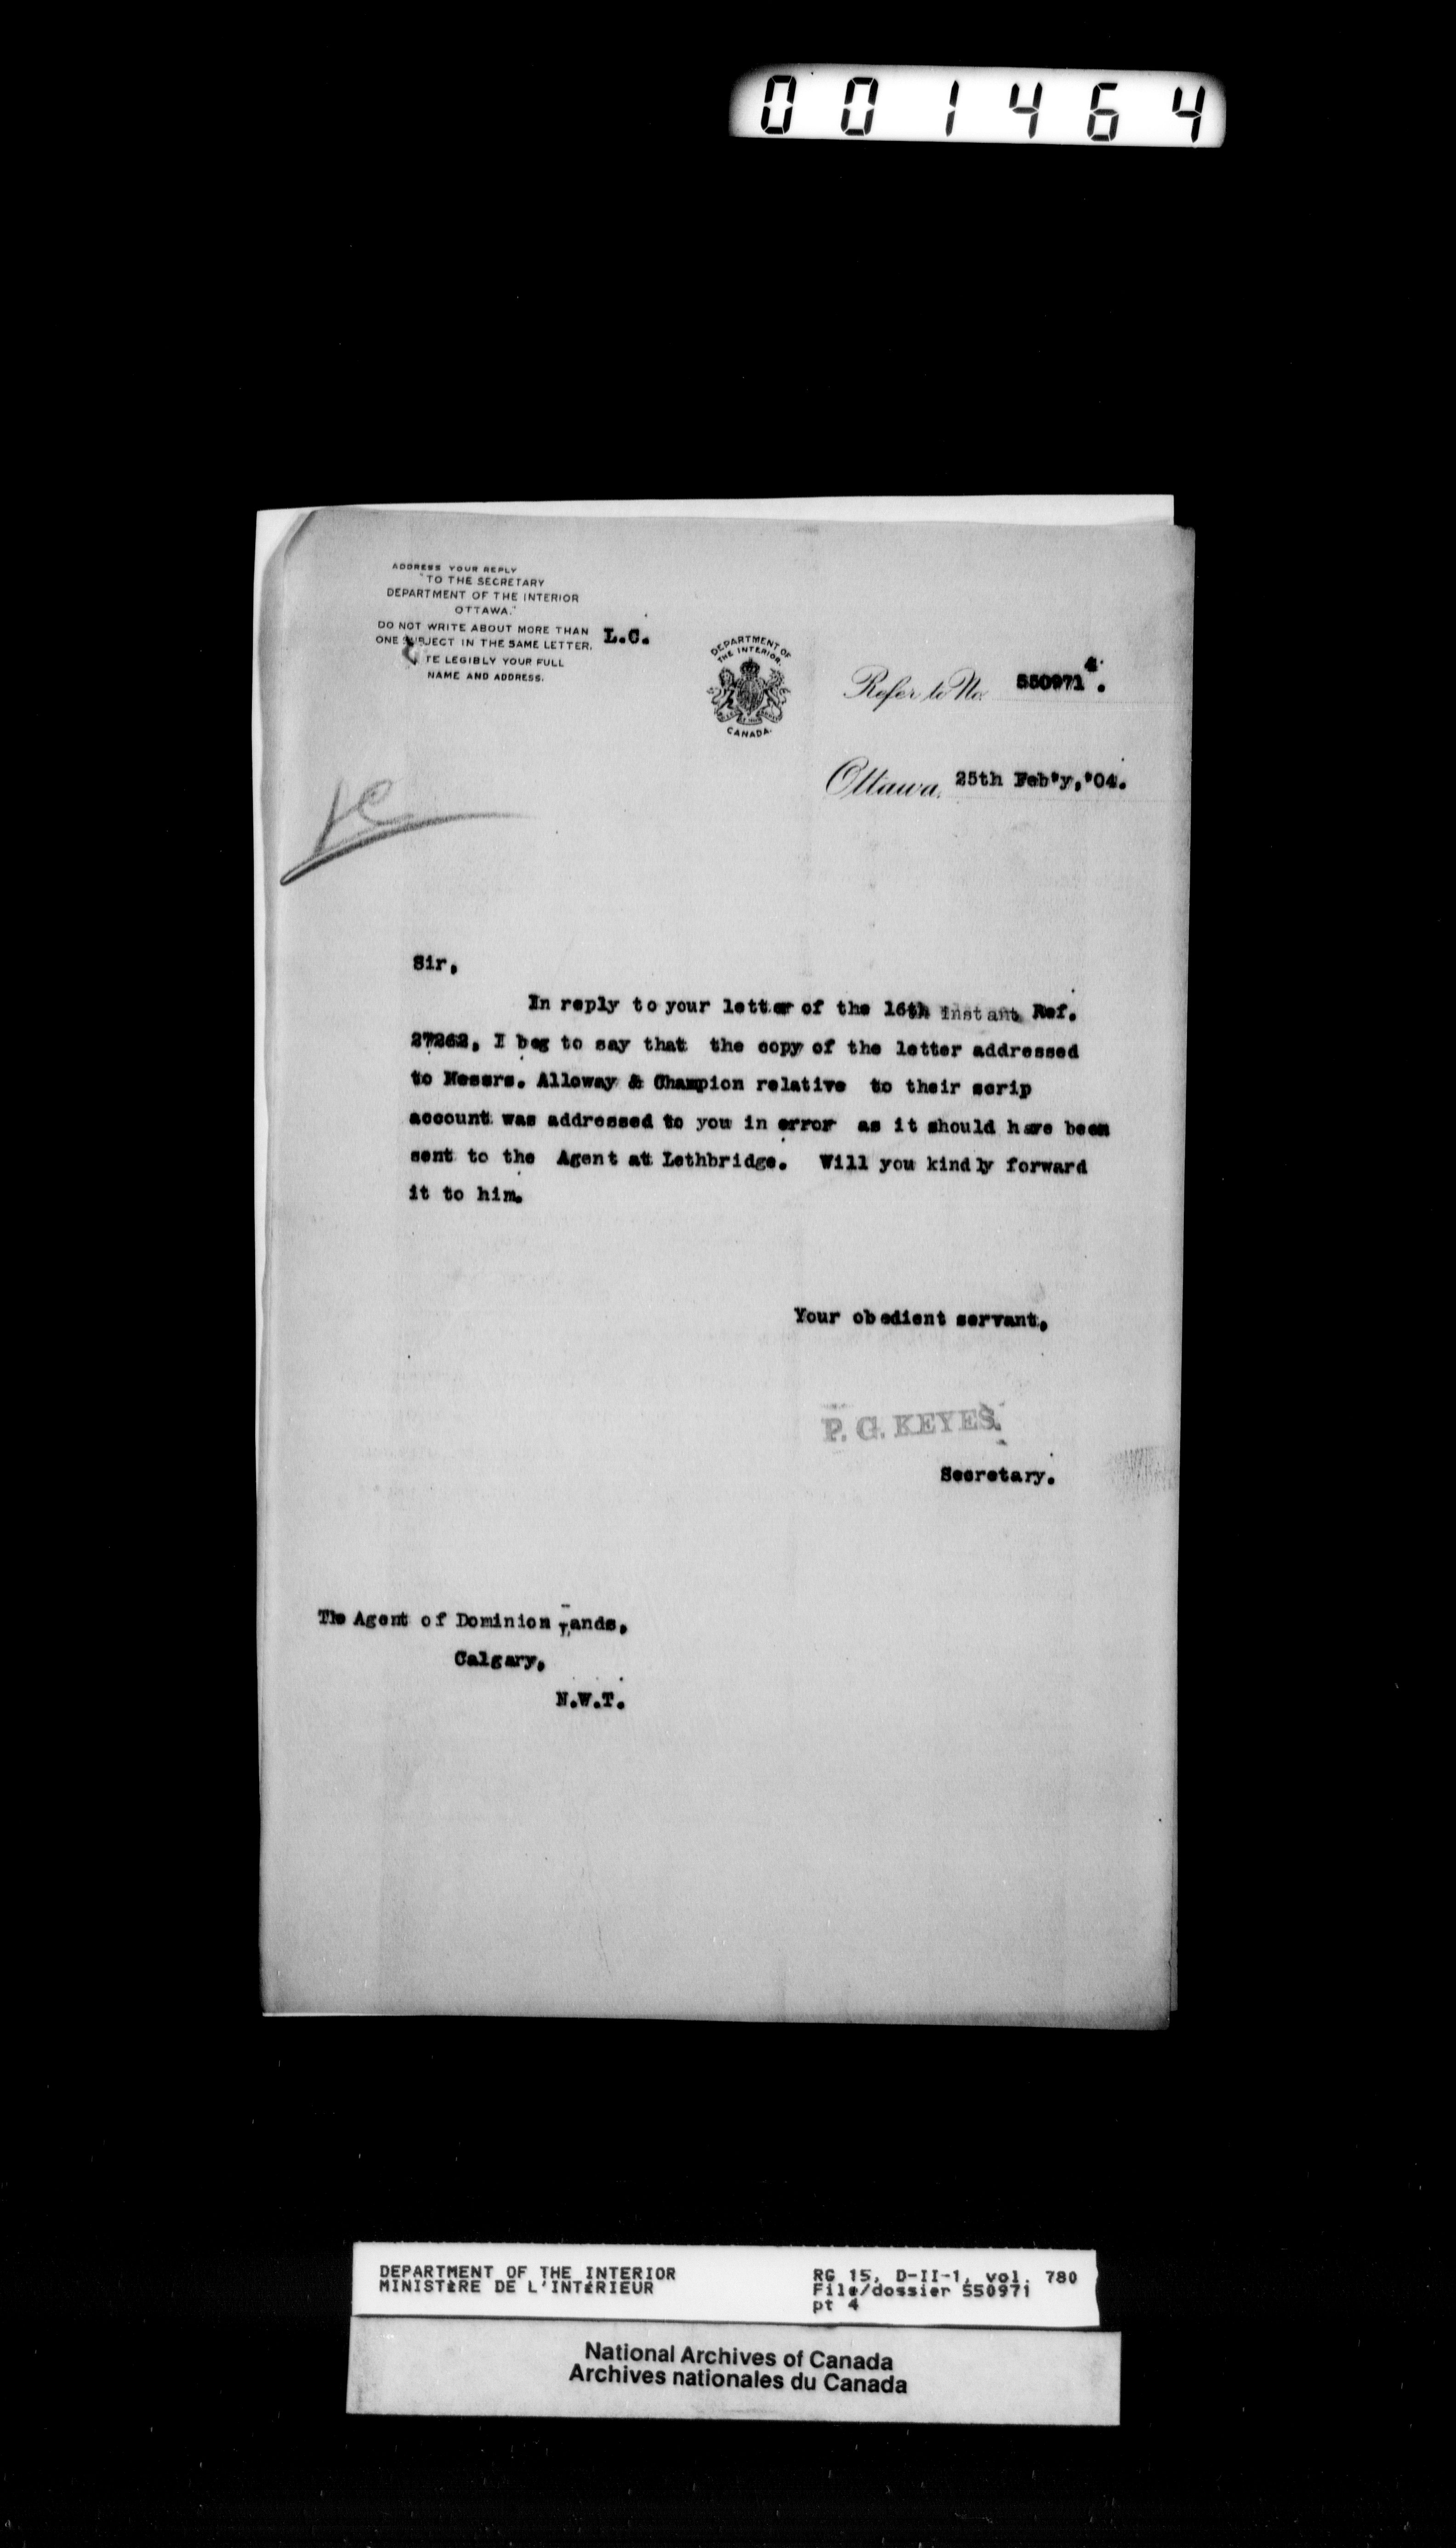 001464
ADDRESS YOUR REPLY
"TO THE SECRETARY
DEPARTMENT OF THE INTERIOR
OTTAWA."
DO NOT WRITE ABOUT MORE THAN
ONE SUBJECT IN THE SAME LETTER.
TE LEGIBLY YOUR FULL
NAME AND ADDRESS.
L.C.
DEPARTMENT OF
THE INTERIOR.
CANADA.
Refer to No. 550971 4.
Ottawa, 25th Feb'y,'04.
Sir,
In reply to your letter of the 16th instant Ref.
27262, I beg to say that the copy of the letter addressed
to Messrs. Alloway & Champion relative to their scrip
account was addressed to you in error as it should have been
sent to the Agent at Lethbridge. Will you kindly forward
it to him.
Your obedient servant,
P. G. KEYES.
Secretary.
The Agent of Dominion Lands,
Calgary,
N.W.T.
DEPARTMENT OF THE INTERIOR
MINISTÈRE DE L'INTÉRIEUR
RG 15, D-II-1, vol. 780
File/dossier 550971
pt 4
National Archives of Canada
Archives nationales du Canada